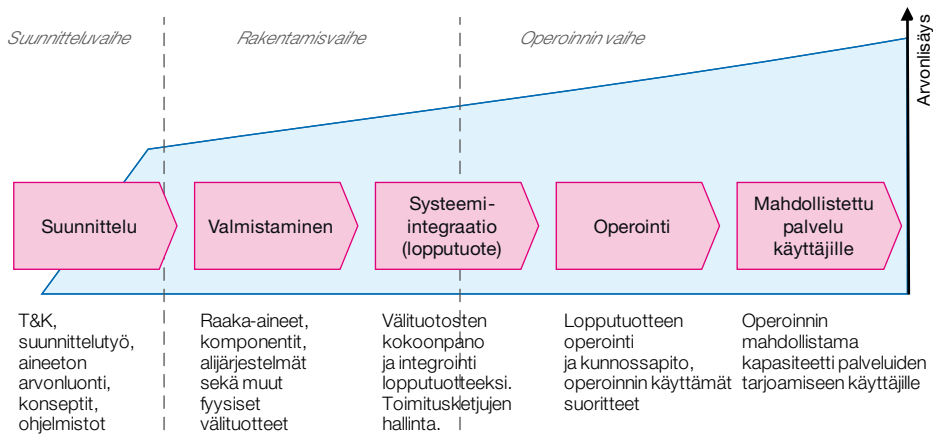 Suunnitteluvaihe
Rakentamisvaihe
Operoinnin vaihe
Arvonlisäys
Suunnittelu
Valmistaminen
Systeemi-
integraatio
(lopputuote)
Operointi
Mahdollistettu
palvelu
käyttäjille
T&K,
suunnittelutyö,
aineeton
arvonluonti,
konseptit,
ohjelmistot
Raaka-aineet,
komponentit,
alijärjestelmät
sekä muut
fyysiset
välituotteet
Välituotosten
kokoonpano
ja integrointi
lopputuotteeksi.
Toimitusketjujen
hallinta.
Lopputuotteen
operointi
ja kunnossapito,
operoinnin käyttämät
suoritteet
Operoinnin
mahdollistama
kapasiteetti palveluiden
tarjoamiseen käyttäjille